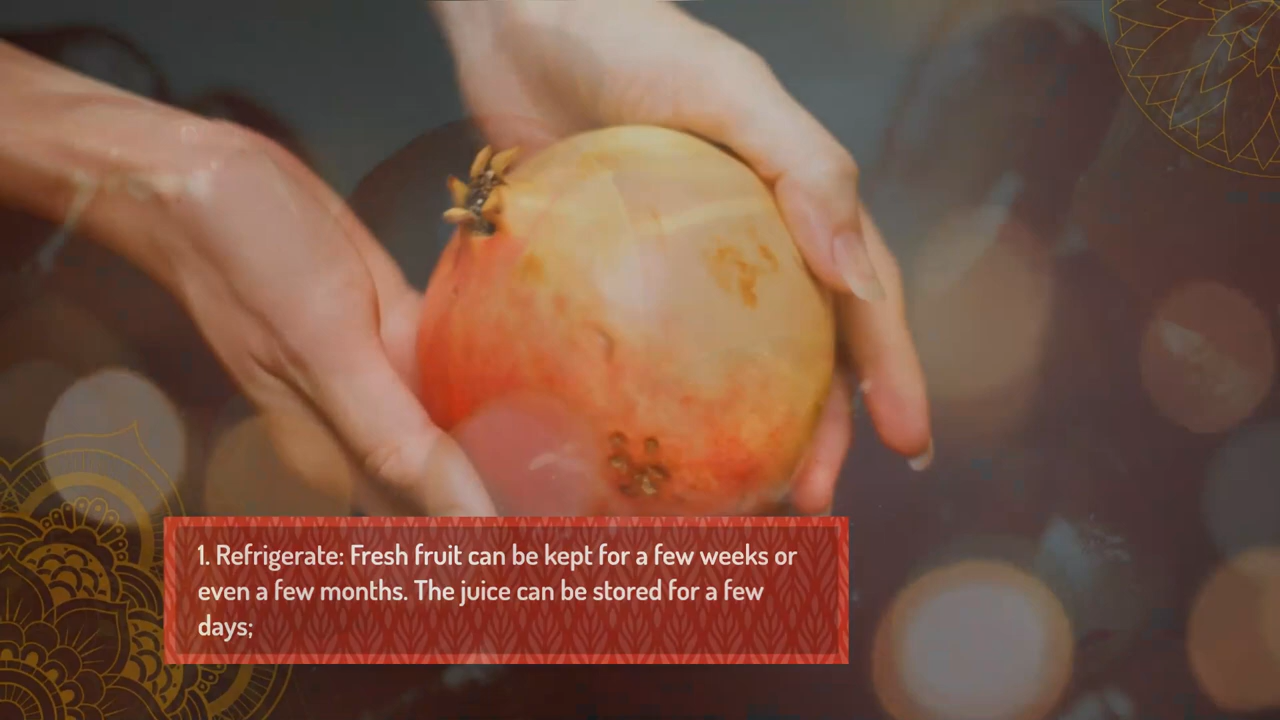 1. Refrigerate: Fresh fruit can be kept for a few weeks or
even a few months. The juice can be stored for a few
days;